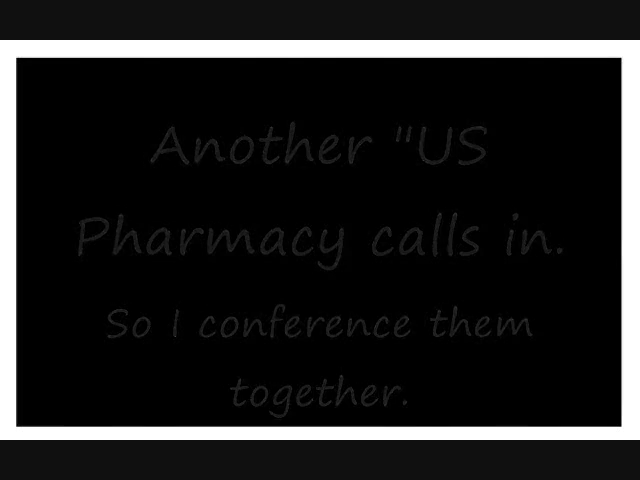 Another "US
Pharmacy calls in.
So I conference them
together.